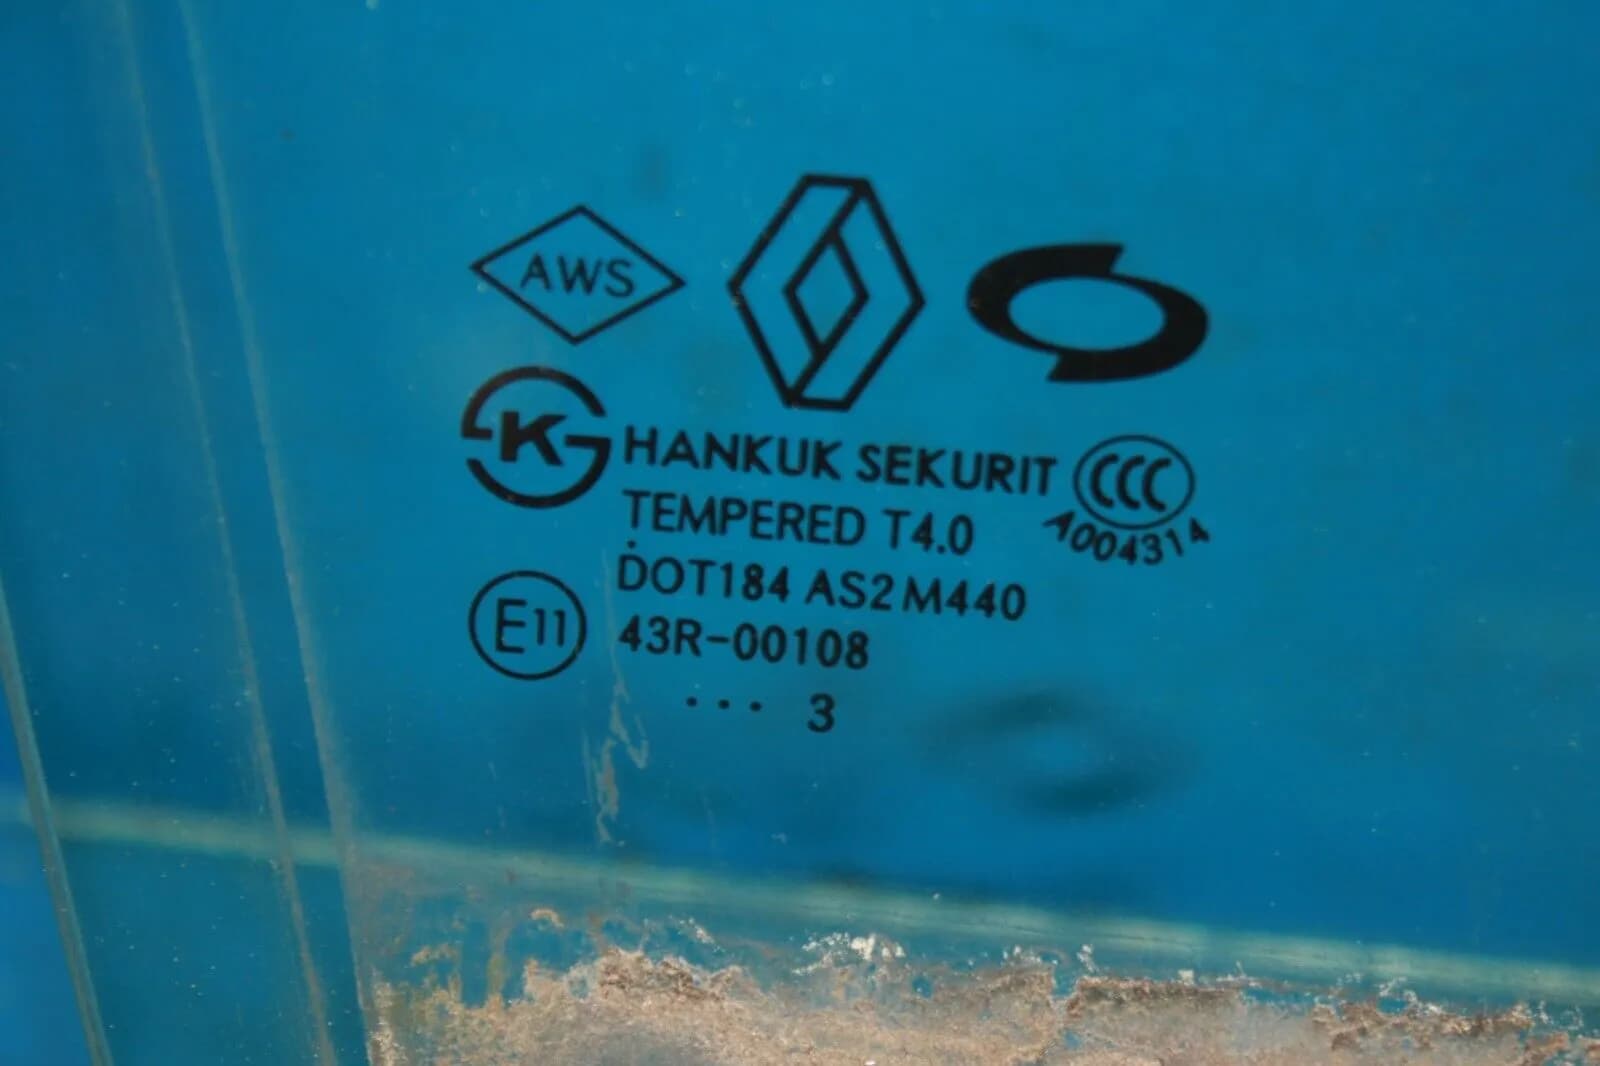 AWS
K
HANKUK SEKURIT
CCC
TEMPERED T4.0
A004314
DOT184 AS2 M440
E11
43R-00108
... 3